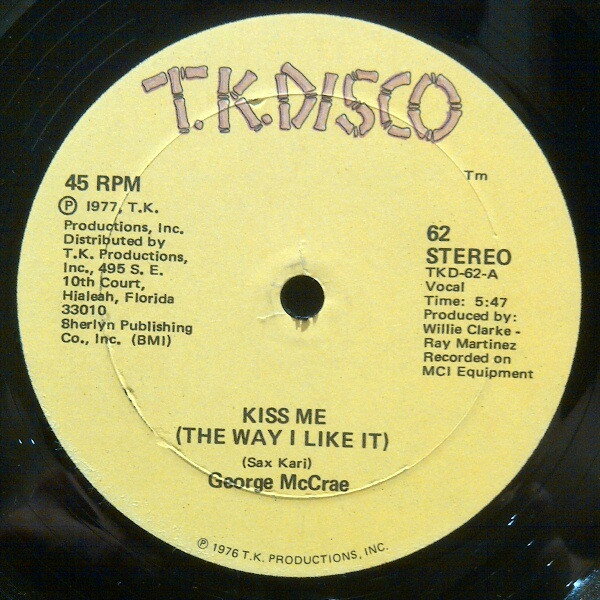 T.K.DISCO
Tm
45 RPM
Ⓟ 1977, T.K.
Productions, Inc.
Distributed by
T.K. Productions,
Inc., 495 S. E.
10th Court,
Hialeah, Florida
33010
Sherlyn Publishing
Co., Inc. (BMI)
62
STEREO
TKD-62-A
Vocal
Time: 5:47
Produced by:
Willie Clarke -
Ray Martinez
Recorded on
MCI Equipment
KISS ME
(THE WAY I LIKE IT)
(Sax Kari)
George McCrae
Ⓟ 1976 T.K. PRODUCTIONS, INC.